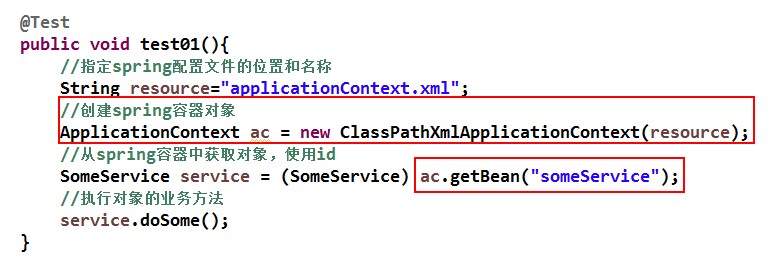 @Test
public void test01(){
//指定spring配置文件的位置和名称
String resource="applicationContext.xml";
//创建spring容器对象
ApplicationContext ac = new ClassPathXmlApplicationContext(resource);
//从spring容器中获取对象，使用id
SomeService service = (SomeService) ac.getBean("someService");
//执行对象的业务方法
service.doSome();
}